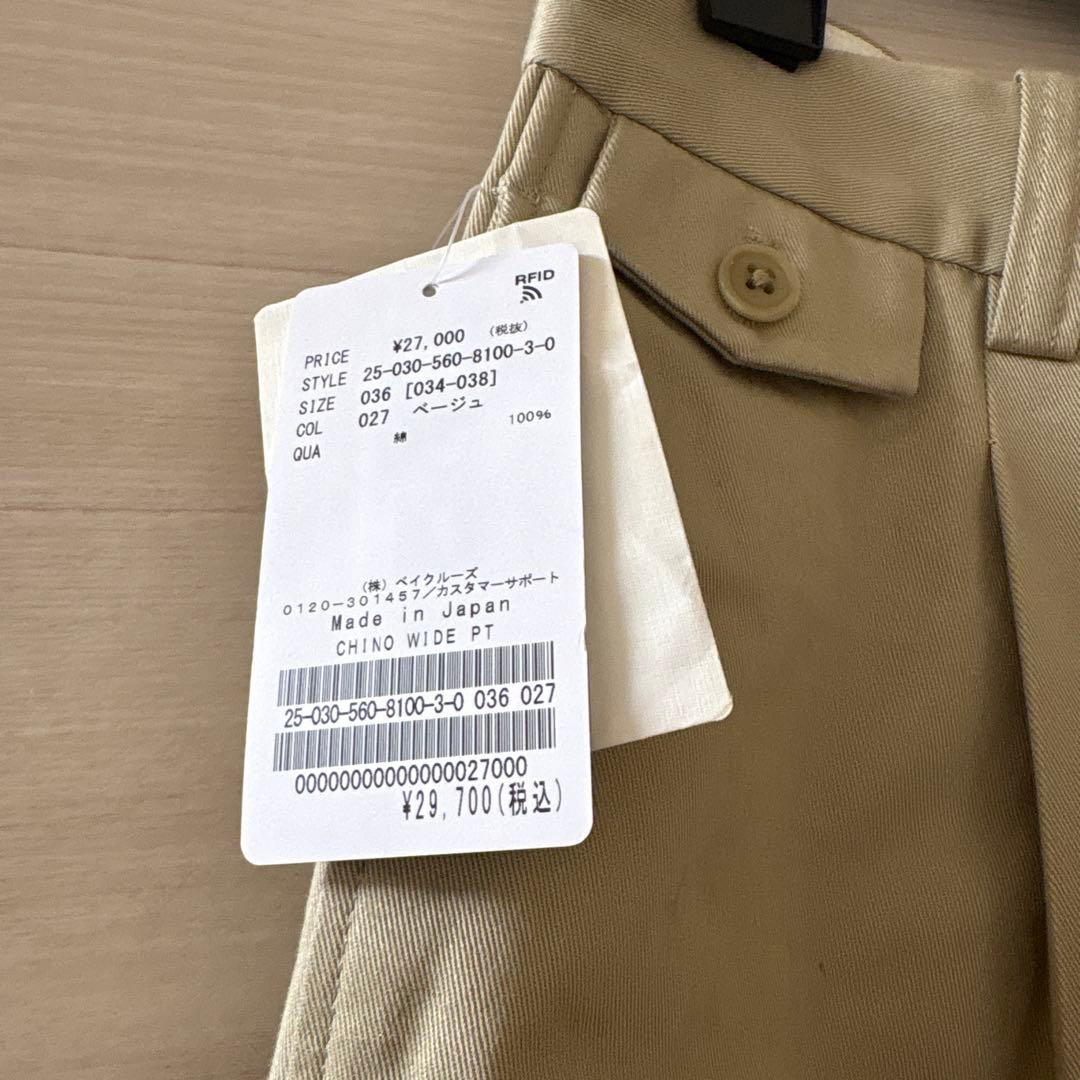 RFID
PRICE ¥27,000 (税抜)
STYLE 25-030-560-8100-3-0
SIZE 036 [034-038]
COL 027 ベージュ
QUA 綿 100%
(株)ベイクルーズ
0120-301457/カスタマーサポート
Made in Japan
CHINO WIDE PT
25-030-560-8100-3-0 036 027
00000000000000027000
¥29,700(税込)